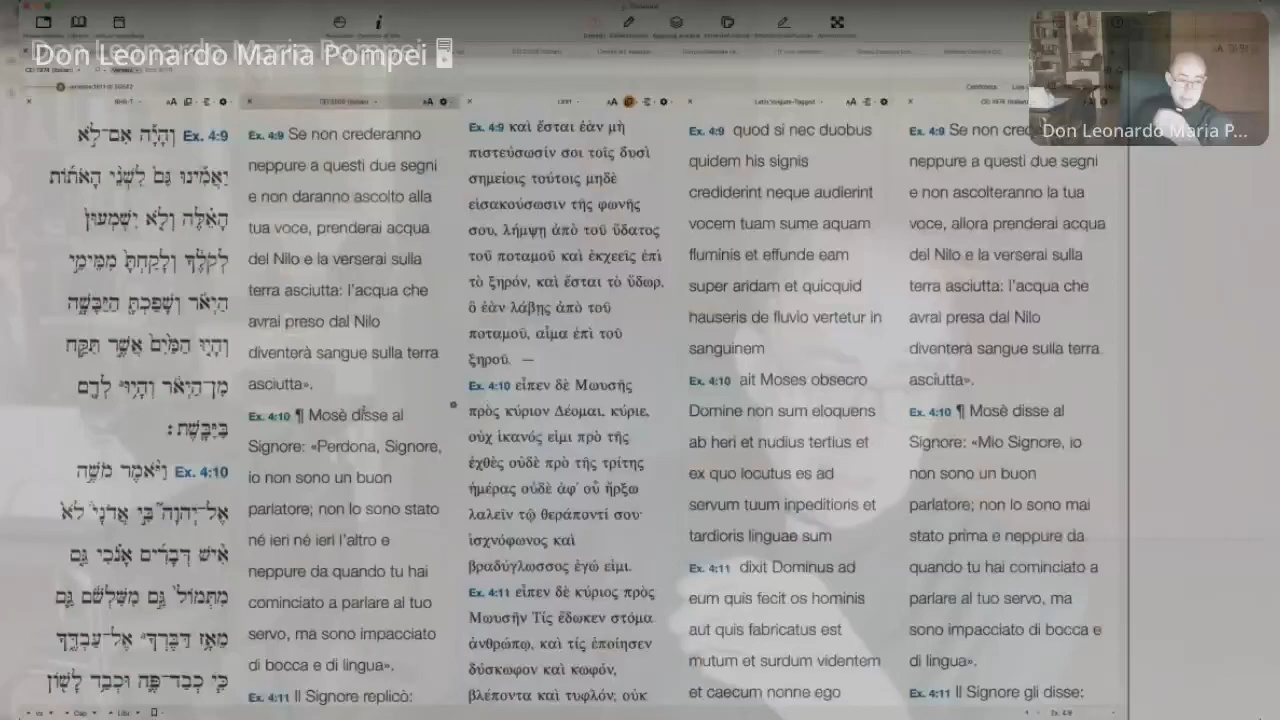 Don Leonardo Maria Pompei
Don Leonardo Maria P...
Ex. 4:9 וְהָיָ֡ה אִם־לֹ֣א
יַאֲמִ֡ינוּ גַּם֩ לִשְׁנֵ֨י הָאֹת֜וֹת
הָאֵ֗לֶּה וְלֹ֤א יִשְׁמְעוּן֙
לְקֹלֶ֔ךָ וְלָקַחְתָּ֙ מִמֵּימֵ֣י
הַיְאֹ֔ר וְשָׁפַכְתָּ֖ הַיַּבָּשָׁ֑ה
וְהָי֤וּ הַמַּ֙יִם֙ אֲשֶׁ֣ר תִּקַּ֣ח
מִן־הַיְאֹ֔ר וְהָי֥וּ לְדָ֖ם
בַּיַּבָּֽשֶׁת׃
Ex. 4:10 וַיֹּ֨אמֶר מֹשֶׁ֣ה
אֶל־יְהוָה֮ בִּ֣י אֲדֹנָי֒ לֹא֩
אִ֨ישׁ דְּבָרִ֜ים אָנֹ֗כִי גַּ֤ם
מִתְּמוֹל֙ גַּ֣ם מִשִּׁלְשֹׁ֔ם גַּ֛ם
מֵאָ֥ז דַּבֶּרְךָ֖ אֶל־עַבְדֶּ֑ךָ
כִּ֧י כְבַד־פֶּ֛ה וּכְבַ֥ד לָשׁ֖וֹן
Ex. 4:9 Se non crederanno
neppure a questi due segni
e non daranno ascolto alla
tua voce, prenderai acqua
del Nilo e la verserai sulla
terra asciutta: l'acqua che
avrai preso dal Nilo
diventerà sangue sulla terra
asciutta».
Ex. 4:10 ¶ Mosè disse al
Signore: «Perdona, Signore,
io non sono un buon
parlatore; non lo sono stato
né ieri né ieri l'altro e
neppure da quando tu hai
cominciato a parlare al tuo
servo, ma sono impacciato
di bocca e di lingua».
Ex. 4:11 Il Signore replicò:
Ex. 4:9 καὶ ἔσται ἐὰν μὴ
πιστεύσωσίν σοι τοῖς δυσὶ
σημείοις τούτοις μηδὲ
εἰσακούσωσιν τῆς φωνῆς
σου, λήμψῃ ἀπὸ τοῦ ὕδατος
τοῦ ποταμοῦ καὶ ἐκχεεῖς ἐπὶ
τὸ ξηρόν, καὶ ἔσται τὸ ὕδωρ,
ὃ ἐὰν λάβῃς ἀπὸ τοῦ
ποταμοῦ, αἷμα ἐπὶ τοῦ
ξηροῦ. —
Ex. 4:10 εἶπεν δὲ Μωυσῆς
πρὸς κύριον Δέομαι, κύριε,
οὐχ ἱκανός εἰμι πρὸ τῆς
ἐχθὲς οὐδὲ πρὸ τῆς τρίτης
ἡμέρας οὐδὲ ἀφ᾽ οὗ ἤρξω
λαλεῖν τῷ θεράποντί σου·
ἰσχνόφωνος καὶ
βραδύγλωσσος ἐγώ εἰμι.
Ex. 4:11 εἶπεν δὲ κύριος πρὸς
Μωυσῆν Τίς ἔδωκεν στόμα
ἀνθρώπῳ, καὶ τίς ἐποίησεν
δύσκωφον καὶ κωφόν,
βλέποντα καὶ τυφλόν; οὐκ
Ex. 4:9 quod si nec duobus
quidem his signis
crediderint neque audierint
vocem tuam sume aquam
fluminis et effunde eam
super aridam et quicquid
hauseris de fluvio vertetur in
sanguinem
Ex. 4:10 ait Moses obsecro
Domine non sum eloquens
ab heri et nudius tertius et
ex quo locutus es ad
servum tuum inpeditioris et
tardioris linguae sum
Ex. 4:11 dixit Dominus ad
eum quis fecit os hominis
aut quis fabricatus est
mutum et surdum videntem
et caecum nonne ego
Ex. 4:9 Se non cre
neppure a questi due segni
e non ascolteranno la tua
voce, allora prenderai acqua
del Nilo e la verserai sulla
terra asciutta: l'acqua che
avrai presa dal Nilo
diventerà sangue sulla terra
asciutta».
Ex. 4:10 ¶ Mosè disse al
Signore: «Mio Signore, io
non sono un buon
parlatore; non lo sono mai
stato prima e neppure da
quando tu hai cominciato a
parlare al tuo servo, ma
sono impacciato di bocca e
di lingua».
Ex. 4:11 Il Signore gli disse: